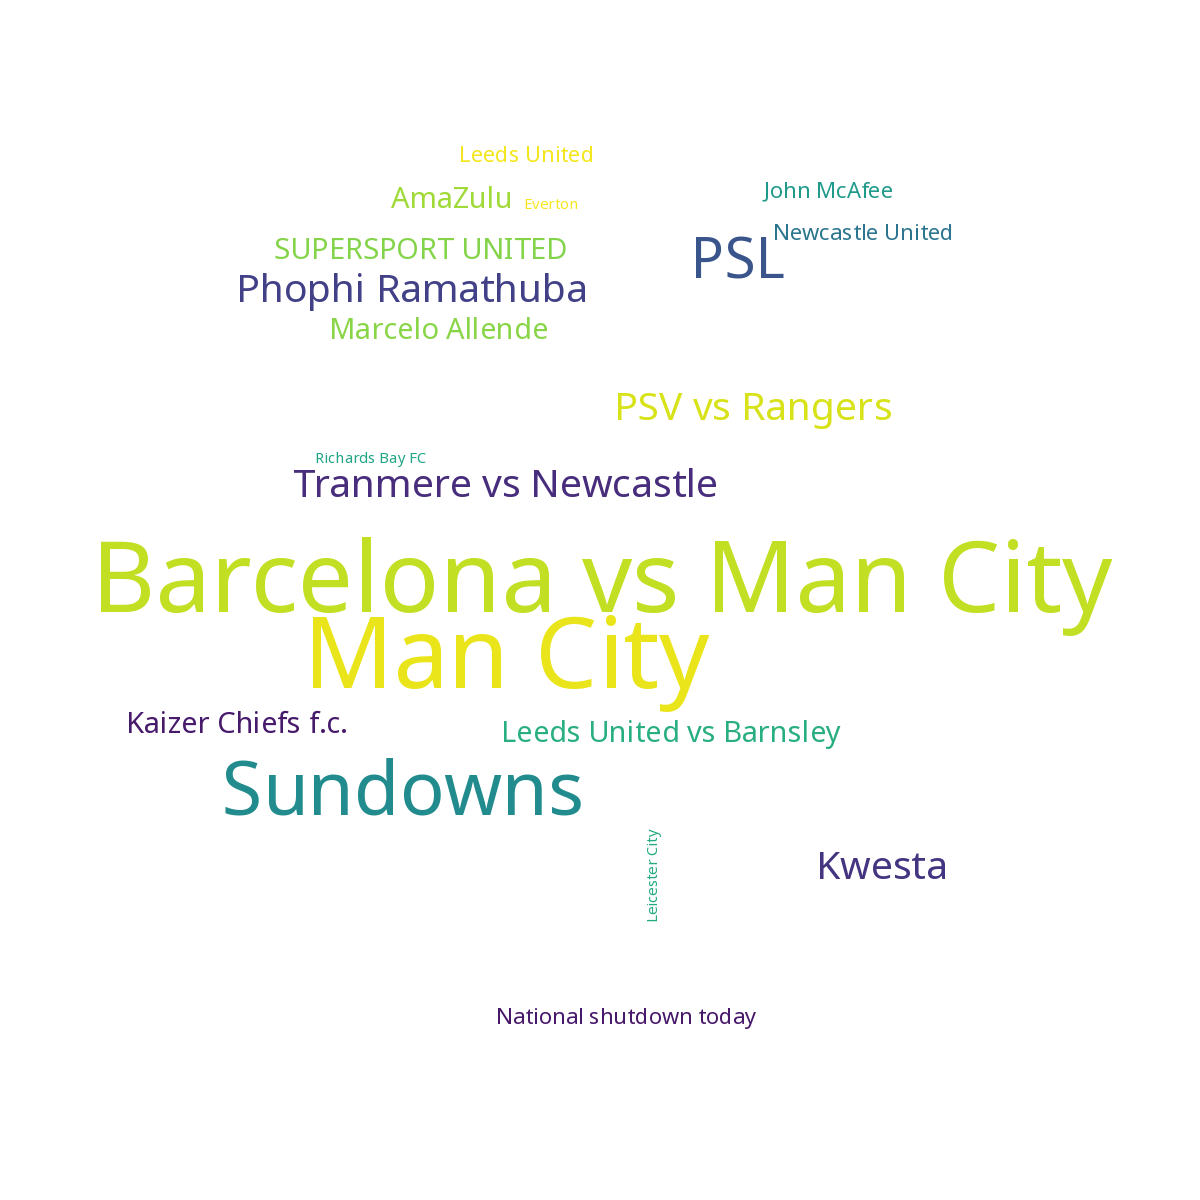 Leeds United
John McAfee
AmaZulu
Everton
Newcastle United
SUPERSPORT UNITED
PSL
Phophi Ramathuba
Marcelo Allende
PSV vs Rangers
Richards Bay FC
Tranmere vs Newcastle
Barcelona vs Man City
Man City
Kaizer Chiefs f.c.
Leeds United vs Barnsley
Sundowns
Leicester City
Kwesta
National shutdown today